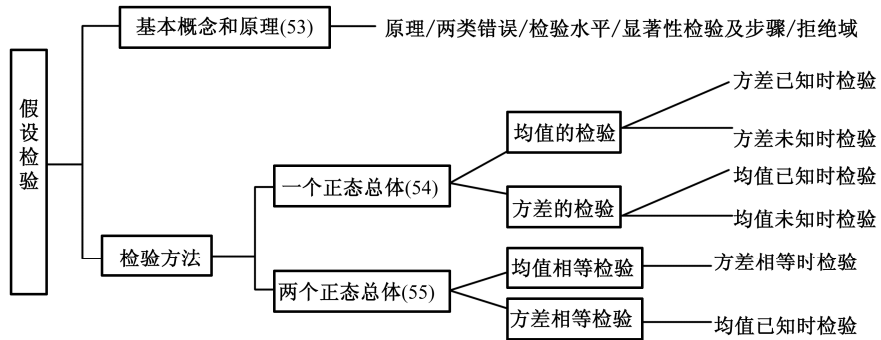 假设检验
基本概念和原理(53)
原理/两类错误/检验水平/显著性检验及步骤/拒绝域
检验方法
一个正态总体(54)
均值的检验
方差已知时检验
方差未知时检验
方差的检验
均值已知时检验
均值未知时检验
两个正态总体(55)
均值相等检验
方差相等时检验
方差相等检验
均值已知时检验